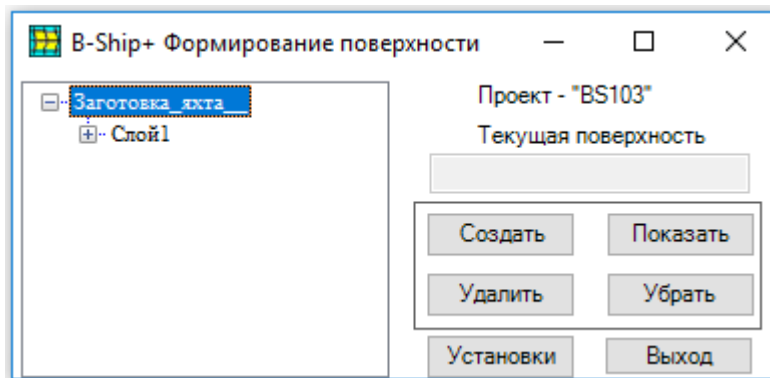 B-Ship+ Формирование поверхности
Заготовка_яхта__
Слой1
Проект - "BS103"
Текущая поверхность
Создать Показать
Удалить Убрать
Установки Выход